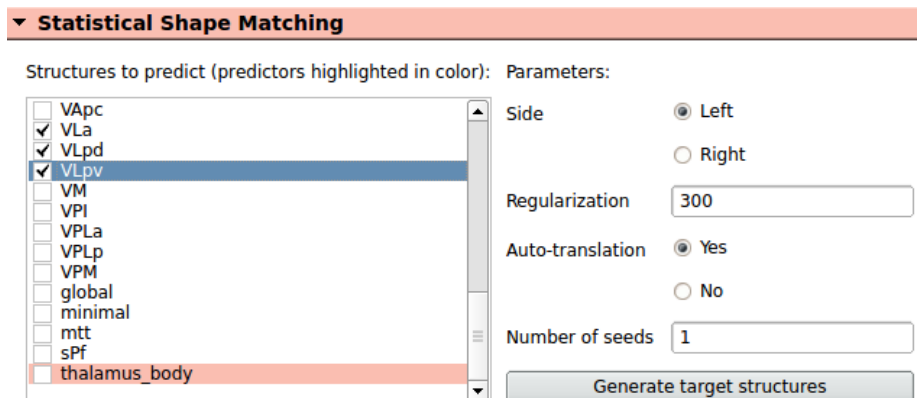 Statistical Shape Matching
Structures to predict (predictors highlighted in color):
VApc
VLa
VLpd
VLpv
VM
VPI
VPLa
VPLp
VPM
global
minimal
mtt
sPf
thalamus_body
Parameters:
Side
Left
Right
Regularization
300
Auto-translation
Yes
No
Number of seeds
1
Generate target structures